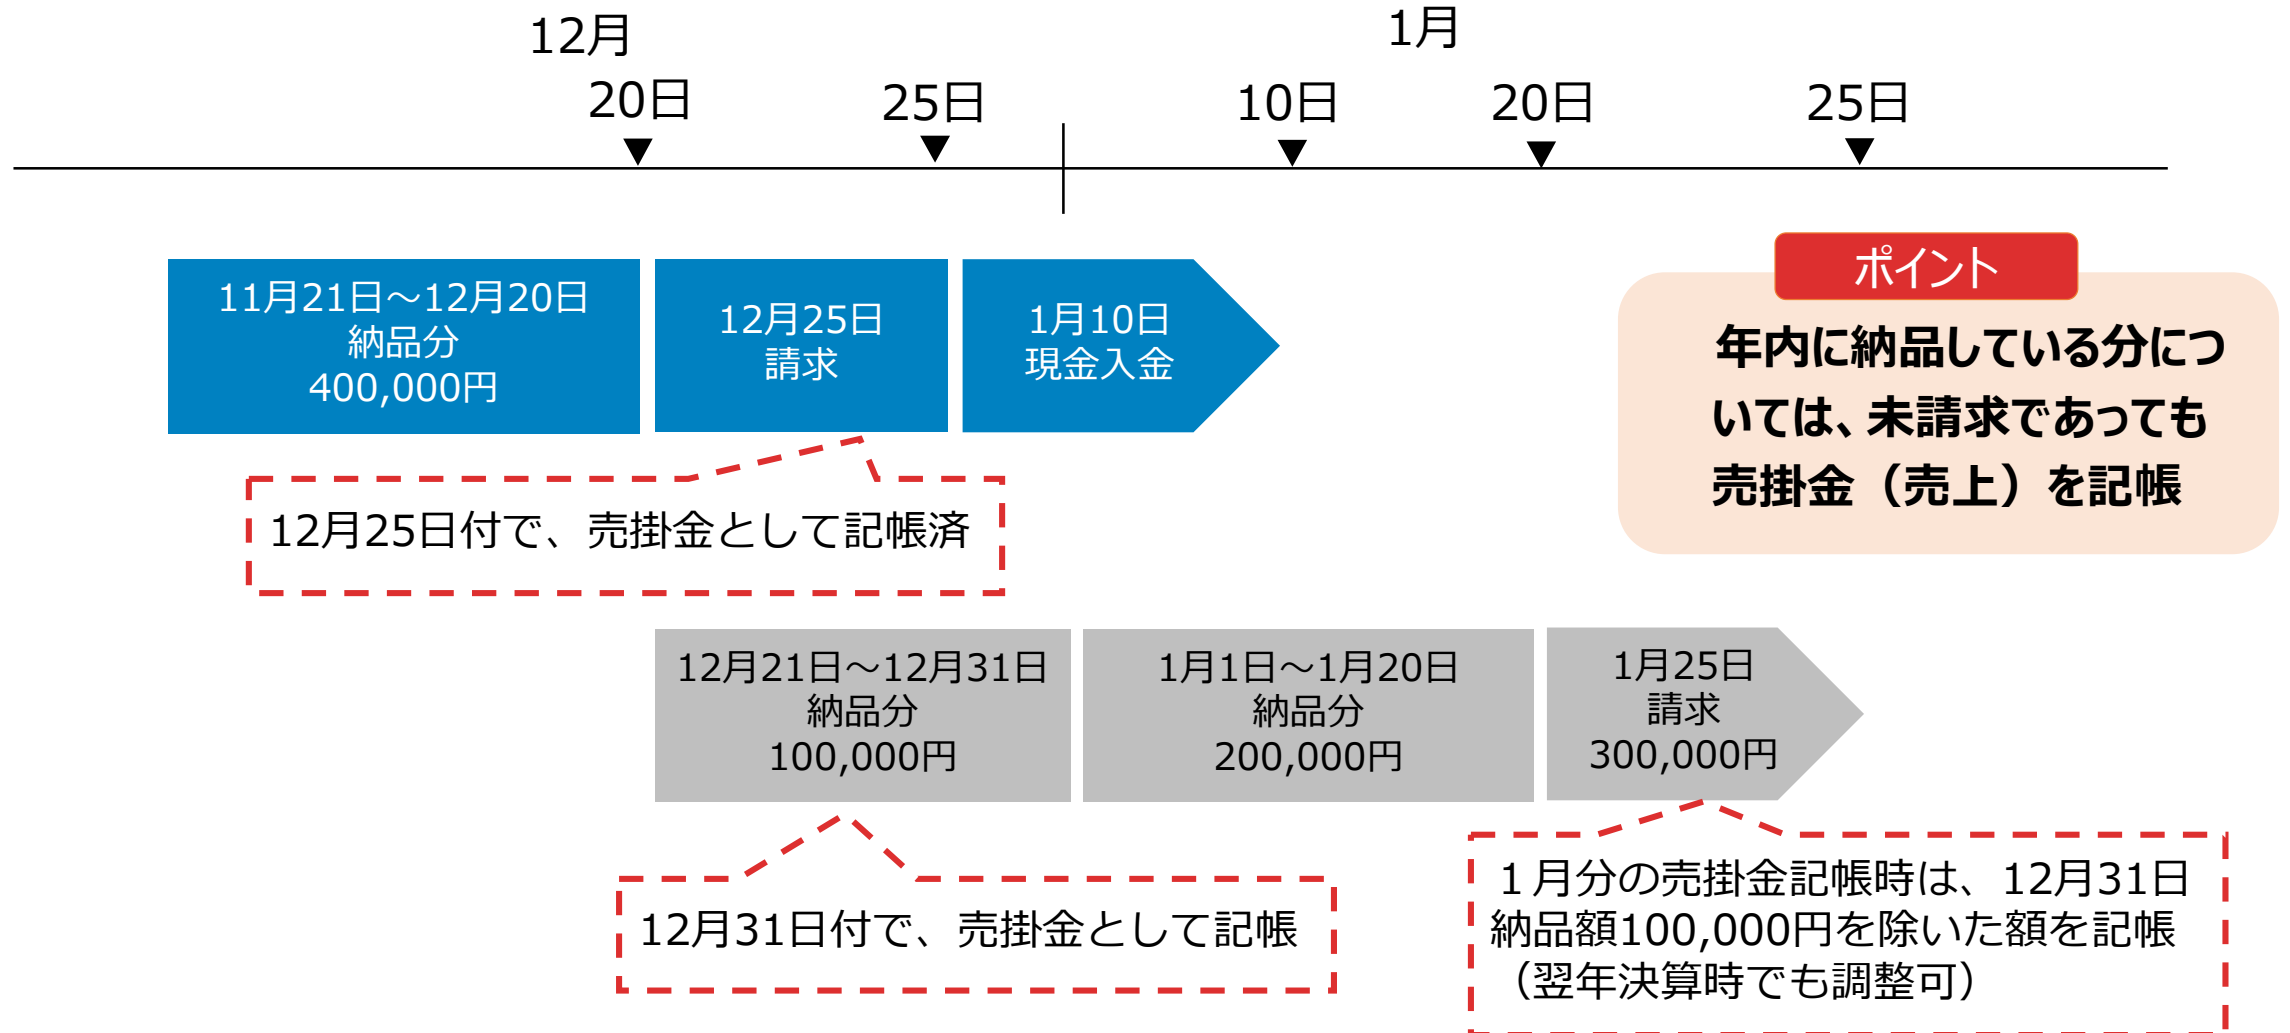 12月
1月
20日
25日
10日
20日
25日
11月21日～12月20日
納品分
400,000円
12月25日
請求
1月10日
現金入金
ポイント
年内に納品している分につ
いては、未請求であっても
売掛金（売上）を記帳
12月25日付で、売掛金として記帳済
12月21日～12月31日
納品分
100,000円
1月1日～1月20日
納品分
200,000円
1月25日
請求
300,000円
12月31日付で、売掛金として記帳
１月分の売掛金記帳時は、12月31日
納品額100,000円を除いた額を記帳
（翌年決算時でも調整可）